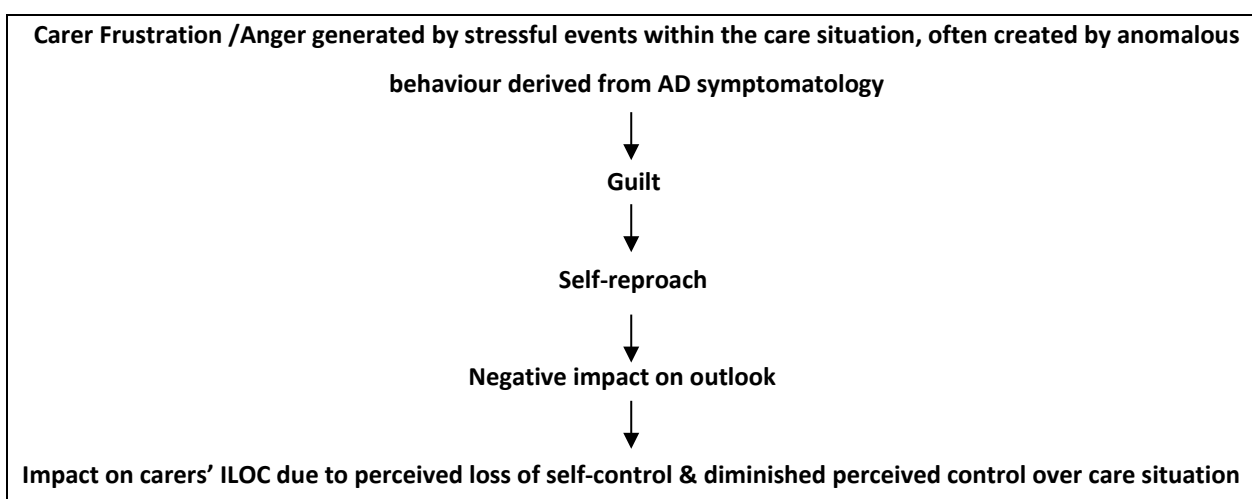 Carer Frustration /Anger generated by stressful events within the care situation, often created by anomalous
behaviour derived from AD symptomatology
Guilt
Self-reproach
Negative impact on outlook
Impact on carers’ ILOC due to perceived loss of self-control & diminished perceived control over care situation